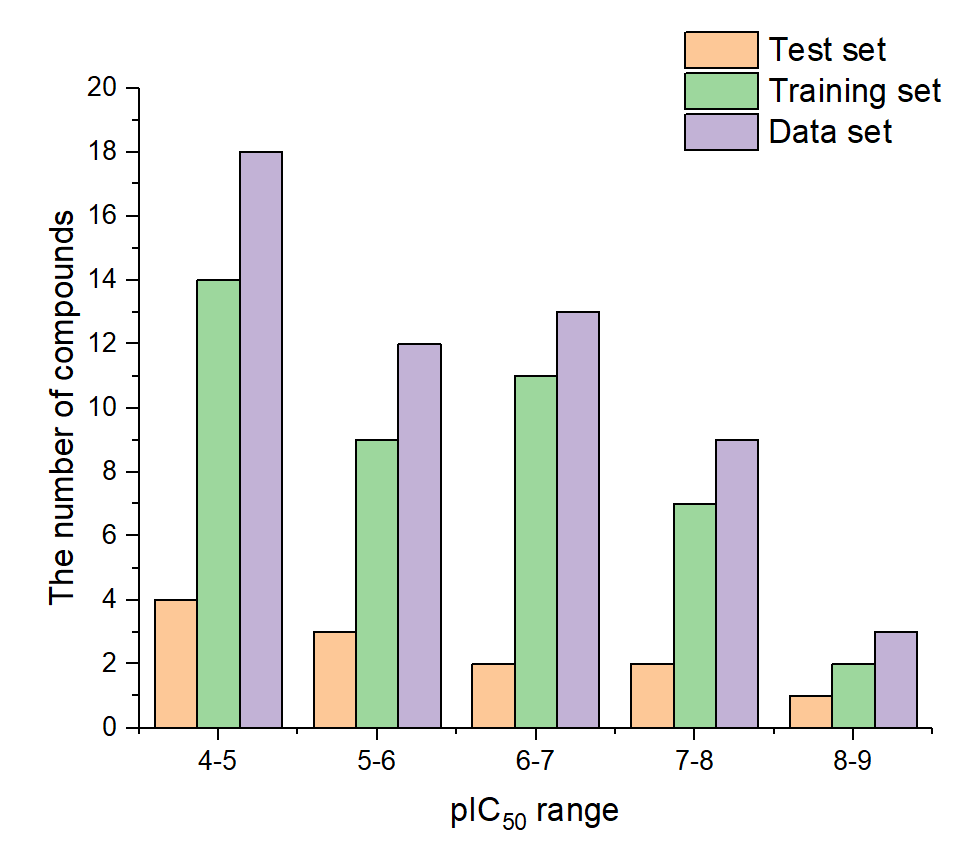 Test set
Training set
Data set
20
18
16
14
12
10
8
6
4
2
0
The number of compounds
4-5 5-6 6-7 7-8 8-9
pIC50 range